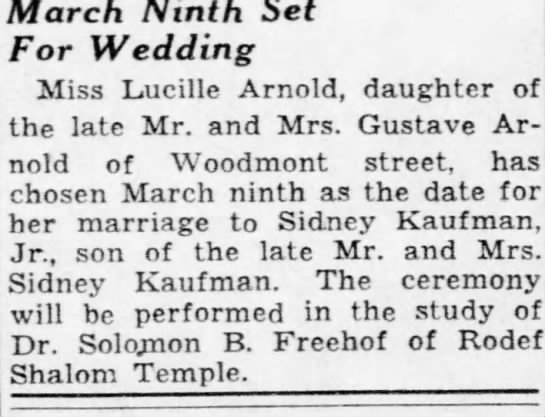 March Ninth Set
For Wedding
Miss Lucille Arnold, daughter of
the late Mr. and Mrs. Gustave Ar-
nold of Woodmont street, has
chosen March ninth as the date for
her marriage to Sidney Kaufman,
Jr., son of the late Mr. and Mrs.
Sidney Kaufman. The ceremony
will be performed in the study of
Dr. Solomon B. Freehof of Rodef
Shalom Temple.